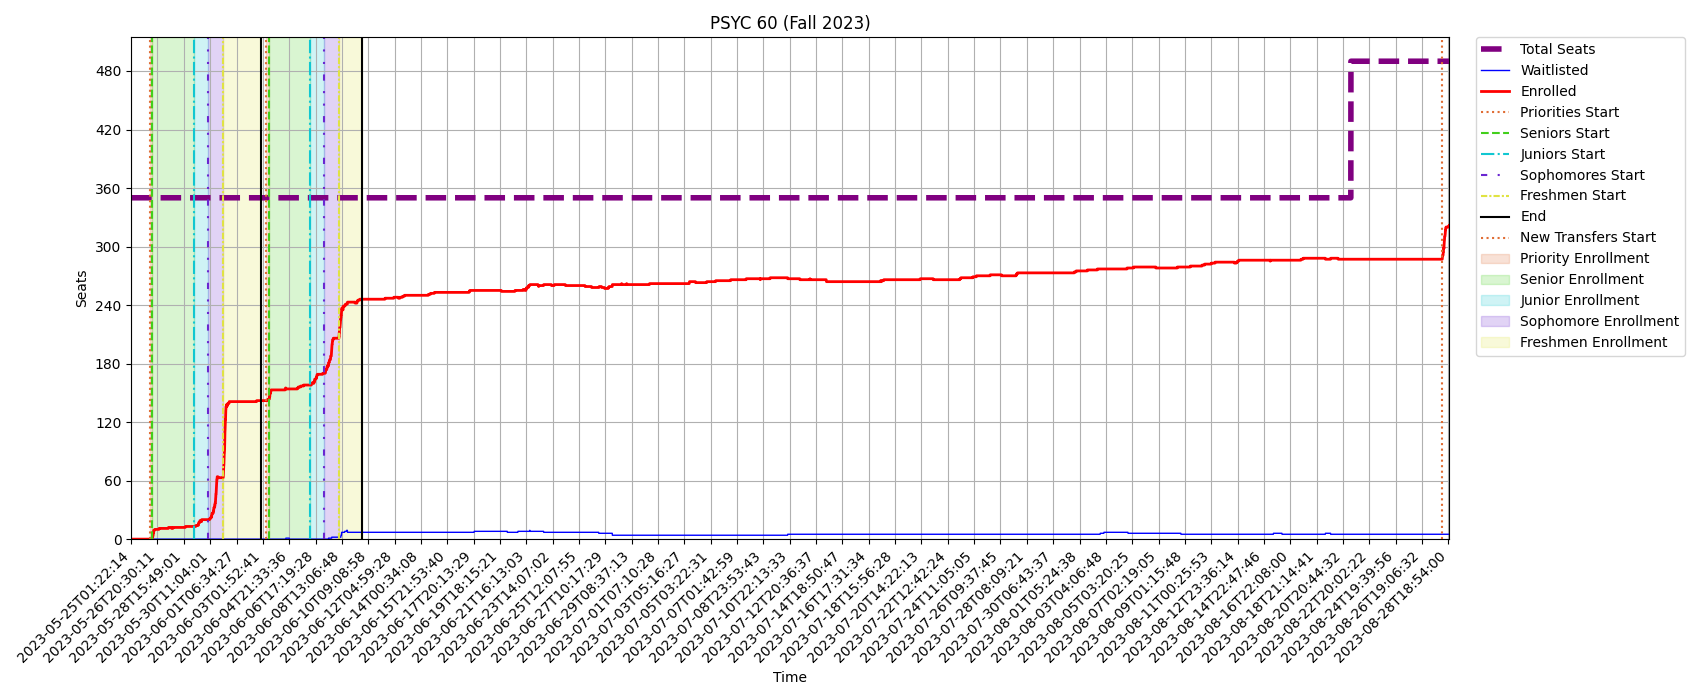 PSYC 60 (Fall 2023)
Seats
480
420
360
300
240
180
120
60
0
2023-05-25T01:22:14
2023-05-26T20:30:11
2023-05-28T15:49:01
2023-05-30T11:04:01
2023-06-01T06:34:27
2023-06-03T01:52:41
2023-06-04T21:33:36
2023-06-06T17:19:28
2023-06-08T13:06:48
2023-06-10T09:08:58
2023-06-12T04:59:28
2023-06-14T00:34:08
2023-06-15T21:53:40
2023-06-17T20:13:29
2023-06-19T18:15:21
2023-06-21T16:13:03
2023-06-23T14:07:02
2023-06-25T12:07:55
2023-06-27T10:17:29
2023-06-29T08:37:13
2023-07-01T07:10:28
2023-07-03T05:16:27
2023-07-05T03:22:31
2023-07-07T01:42:59
2023-07-08T23:53:43
2023-07-10T22:13:33
2023-07-12T20:36:37
2023-07-14T18:50:47
2023-07-16T17:31:34
2023-07-18T15:56:28
2023-07-20T14:22:13
2023-07-22T12:42:24
2023-07-24T11:05:05
2023-07-26T09:37:45
2023-07-28T08:09:21
2023-07-30T06:43:37
2023-08-01T05:24:38
2023-08-03T04:06:48
2023-08-05T03:20:25
2023-08-07T02:19:05
2023-08-09T01:15:48
2023-08-11T00:25:53
2023-08-12T23:36:14
2023-08-14T22:47:46
2023-08-16T22:08:00
2023-08-18T21:14:41
2023-08-20T20:44:32
2023-08-22T20:02:22
2023-08-24T19:39:56
2023-08-26T19:06:32
2023-08-28T18:54:00
Time
Total Seats
Waitlisted
Enrolled
Priorities Start
Seniors Start
Juniors Start
Sophomores Start
Freshmen Start
End
New Transfers Start
Priority Enrollment
Senior Enrollment
Junior Enrollment
Sophomore Enrollment
Freshmen Enrollment